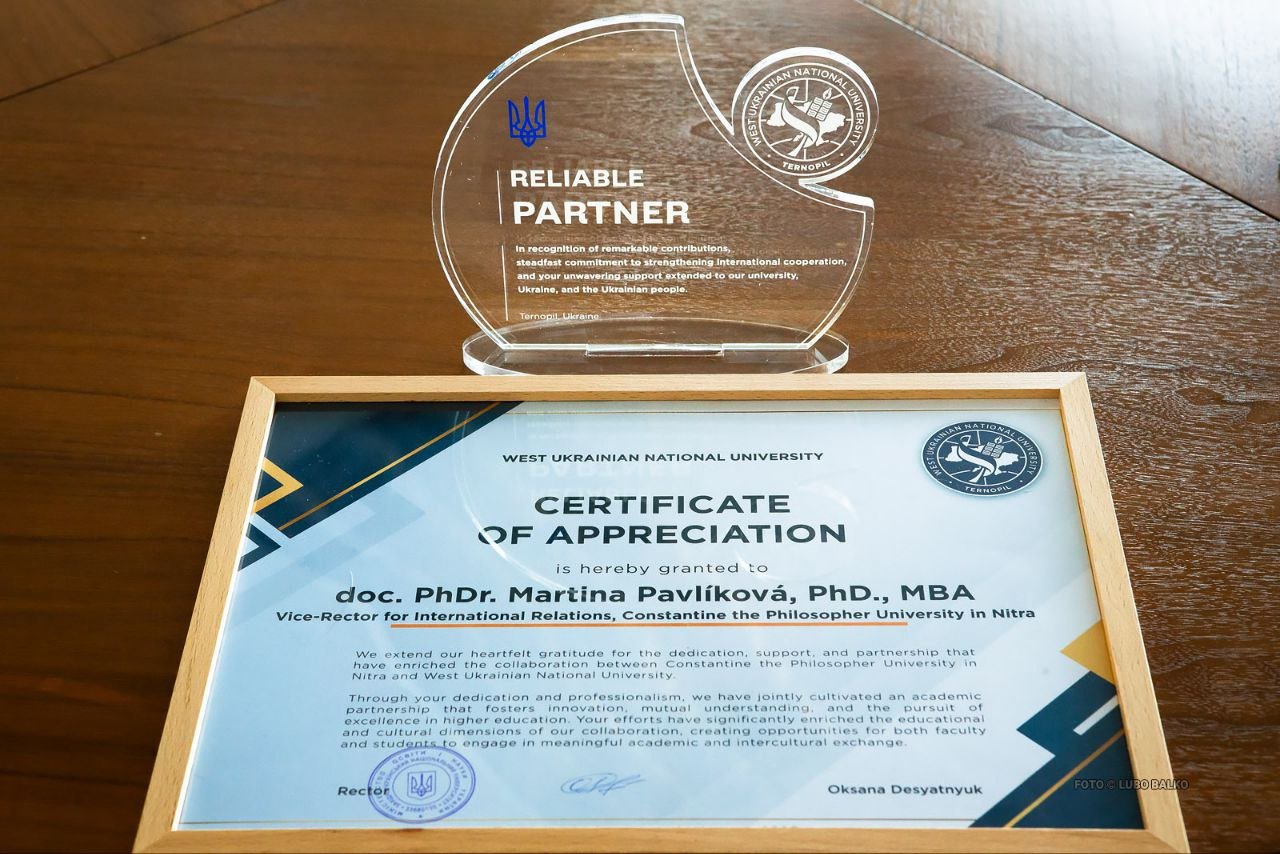 RELIABLE
PARTNER
In recognition of remarkable contributions,
steadfast commitment to strengthening international cooperation,
and your unwavering support extended to our university,
Ukraine, and the Ukrainian people.
Ternopil, Ukraine
WEST UKRAINIAN NATIONAL UNIVERSITY
TERNOPIL
WEST UKRAINIAN NATIONAL UNIVERSITY
WEST UKRAINIAN NATIONAL UNIVERSITY
TERNOPIL
CERTIFICATE
OF APPRECIATION
is hereby granted to
doc. PhDr. Martina Pavlíková, PhD., MBA
Vice-Rector for International Relations, Constantine the Philosopher University in Nitra
We extend our heartfelt gratitude for the dedication, support, and partnership that
have enriched the collaboration between Constantine the Philosopher University in
Nitra and West Ukrainian National University.
Through your dedication and professionalism, we have jointly cultivated an academic
partnership that fosters innovation, mutual understanding, and the pursuit of
excellence in higher education. Your efforts have significantly enriched the educational
and cultural dimensions of our collaboration, creating opportunities for both faculty
and students to engage in meaningful academic and intercultural exchange.
Rector
Oksana Desyatnyuk
FOTO © LUBO BALKO